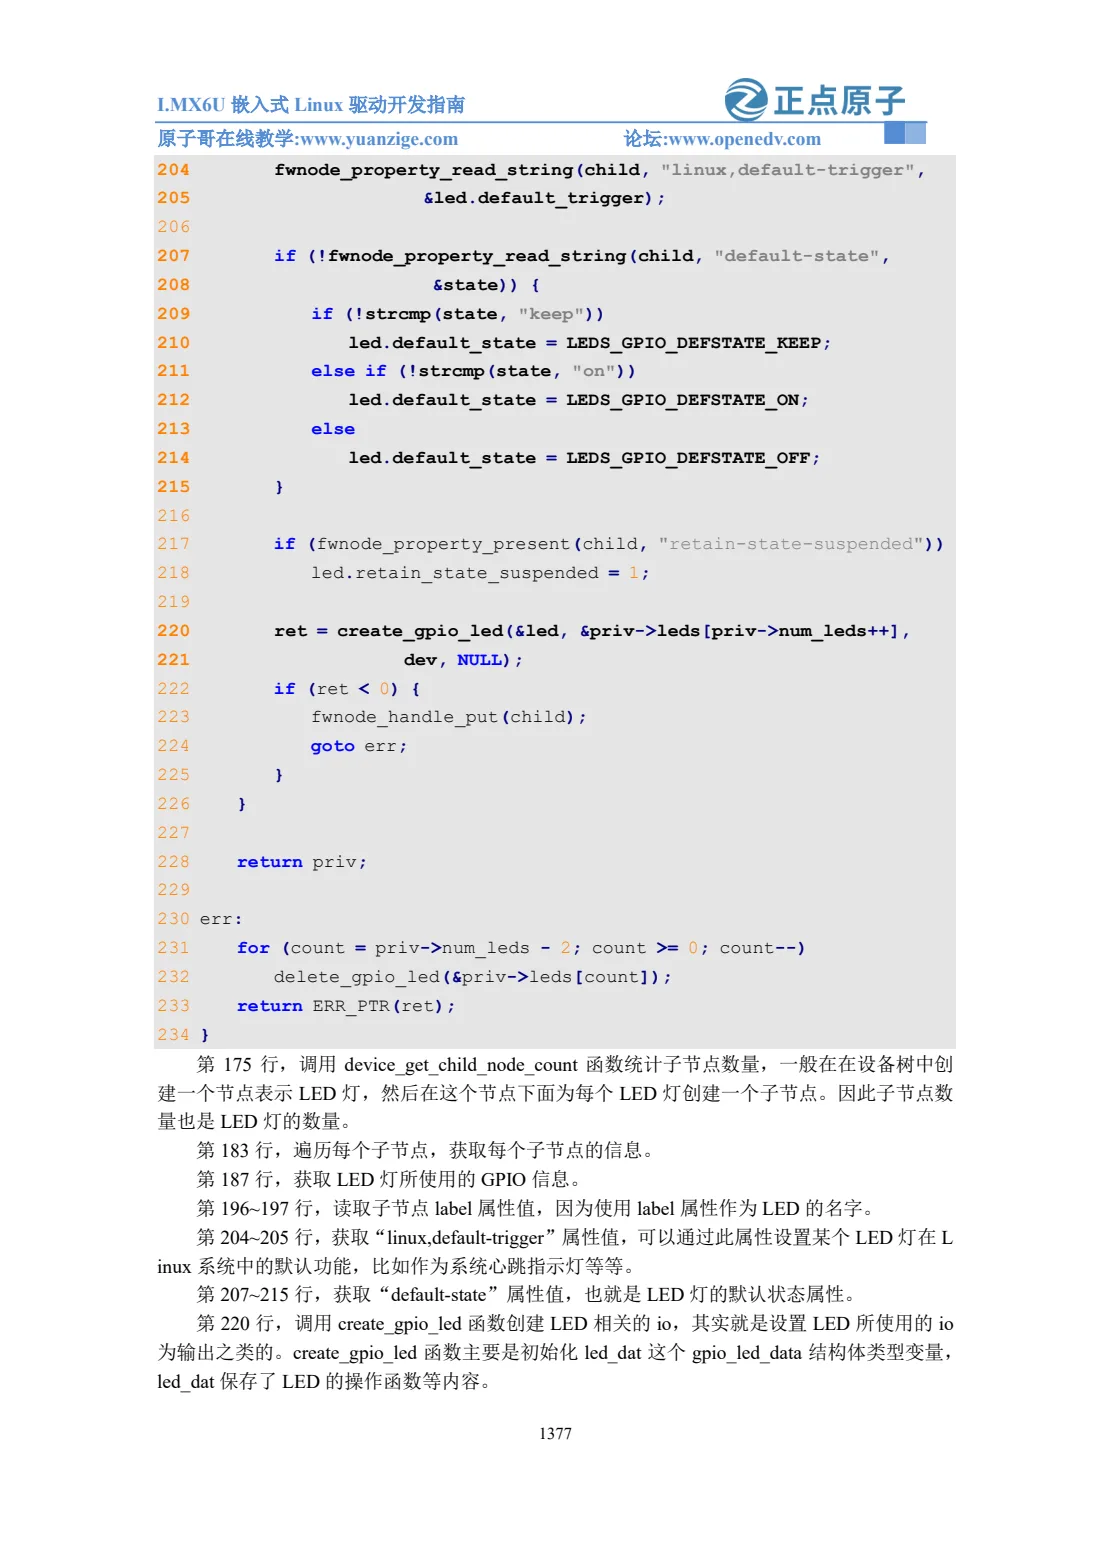 I.MX6U 嵌入式 Linux 驱动开发指南
正点原子
原子哥在线教学:www.yuanzige.com 论坛:www.openedv.com
204 fwnode_property_read_string(child, "linux,default-trigger",
205 &led.default_trigger);
206
207 if (!fwnode_property_read_string(child, "default-state",
208 &state)) {
209 if (!strcmp(state, "keep"))
210 led.default_state = LEDS_GPIO_DEFSTATE_KEEP;
211 else if (!strcmp(state, "on"))
212 led.default_state = LEDS_GPIO_DEFSTATE_ON;
213 else
214 led.default_state = LEDS_GPIO_DEFSTATE_OFF;
215 }
216
217 if (fwnode_property_present(child, "retain-state-suspended"))
218 led.retain_state_suspended = 1;
219
220 ret = create_gpio_led(&led, &priv->leds[priv->num_leds++],
221 dev, NULL);
222 if (ret < 0) {
223 fwnode_handle_put(child);
224 goto err;
225 }
226 }
227
228 return priv;
229
230 err:
231 for (count = priv->num_leds - 2; count >= 0; count--)
232 delete_gpio_led(&priv->leds[count]);
233 return ERR_PTR(ret);
234 }
第 175 行，调用 device_get_child_node_count 函数统计子节点数量，一般在在设备树中创
建一个节点表示 LED 灯，然后在这个节点下面为每个 LED 灯创建一个子节点。因此子节点数
量也是 LED 灯的数量。
第 183 行，遍历每个子节点，获取每个子节点的信息。
第 187 行，获取 LED 灯所使用的 GPIO 信息。
第 196~197 行，读取子节点 label 属性值，因为使用 label 属性作为 LED 的名字。
第 204~205 行，获取“linux,default-trigger”属性值，可以通过此属性设置某个 LED 灯在 L
inux 系统中的默认功能，比如作为系统心跳指示灯等等。
第 207~215 行，获取“default-state”属性值，也就是 LED 灯的默认状态属性。
第 220 行，调用 create_gpio_led 函数创建 LED 相关的 io，其实就是设置 LED 所使用的 io
为输出之类的。create_gpio_led 函数主要是初始化 led_dat 这个 gpio_led_data 结构体类型变量，
led_dat 保存了 LED 的操作函数等内容。
1377